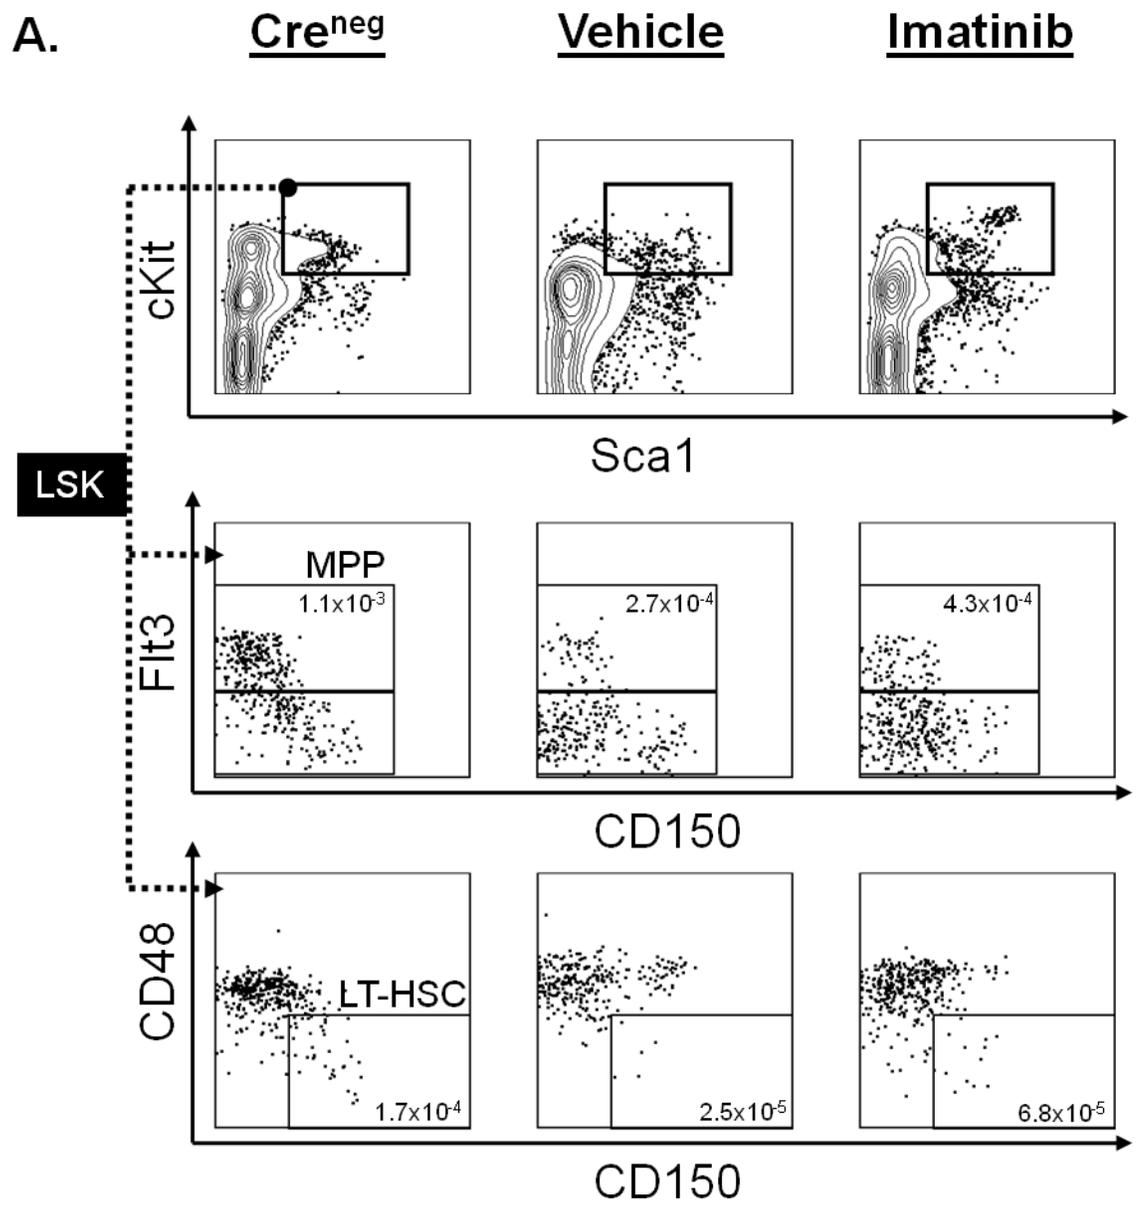 A.
Cre^neg Vehicle Imatinib
cKit
Sca1
LSK
Flt3
MPP
1.1x10^-3 2.7x10^-4 4.3x10^-4
CD150
CD48
LT-HSC
1.7x10^-4 2.5x10^-5 6.8x10^-5
CD150